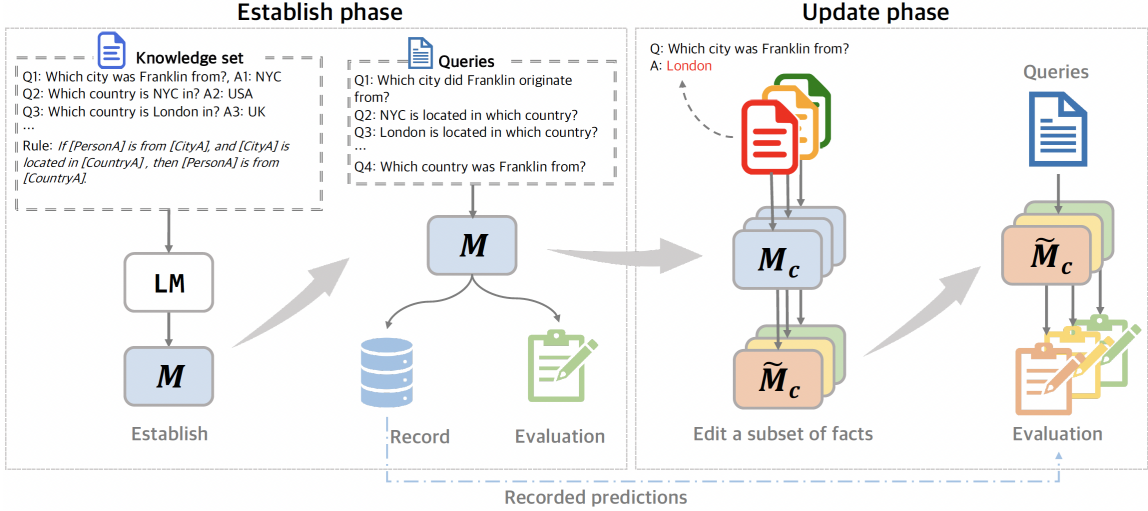 Establish phase
Knowledge set
Q1: Which city was Franklin from?, A1: NYC
Q2: Which country is NYC in? A2: USA
Q3: Which country is London in? A3: UK
...
Rule: If [PersonA] is from [CityA], and [CityA] is
located in [CountryA] , then [PersonA] is from
[CountryA].
LM
M
Establish
Queries
Q1: Which city did Franklin originate
from?
Q2: NYC is located in which country?
Q3: London is located in which country?
...
Q4: Which country was Franklin from?
M
Record
Evaluation
Update phase
Q: Which city was Franklin from?
A: London
M_c
M̃_c
Edit a subset of facts
Queries
M̃_c
Evaluation
Recorded predictions